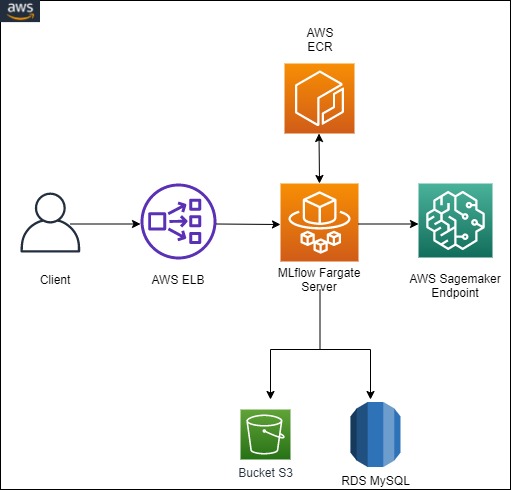 aws
AWS
ECR
Client
AWS ELB
MLflow Fargate
Server
AWS Sagemaker
Endpoint
Bucket S3
RDS MySQL